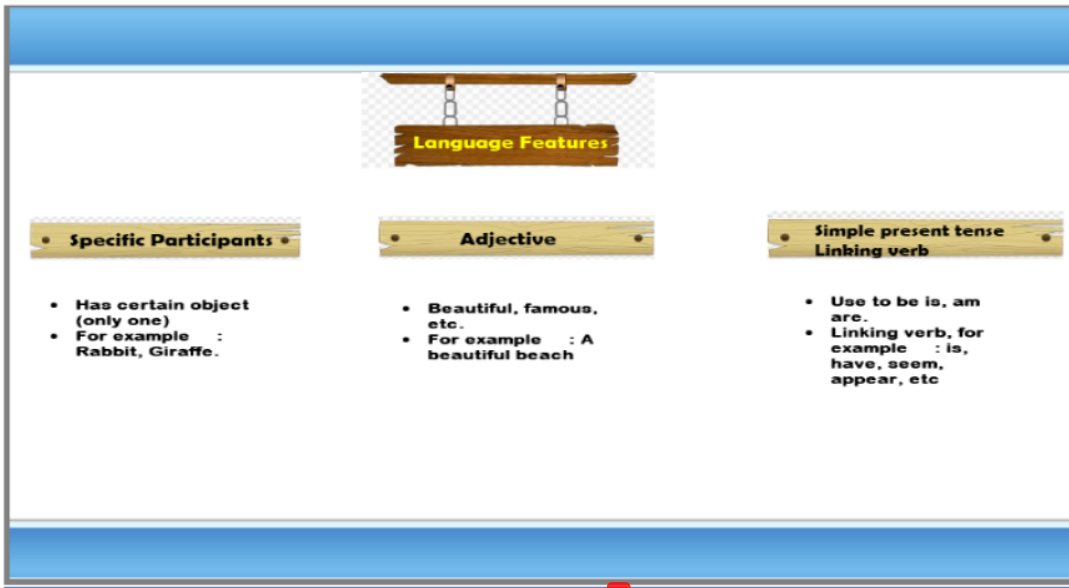 Language Features
Specific Participants
• Has certain object
(only one)
• For example    :
Rabbit, Giraffe.
Adjective
• Beautiful, famous,
etc.
• For example    : A
beautiful beach
Simple present tense
Linking verb
• Use to be is, am
are.
• Linking verb, for
example    : is,
have, seem,
appear, etc